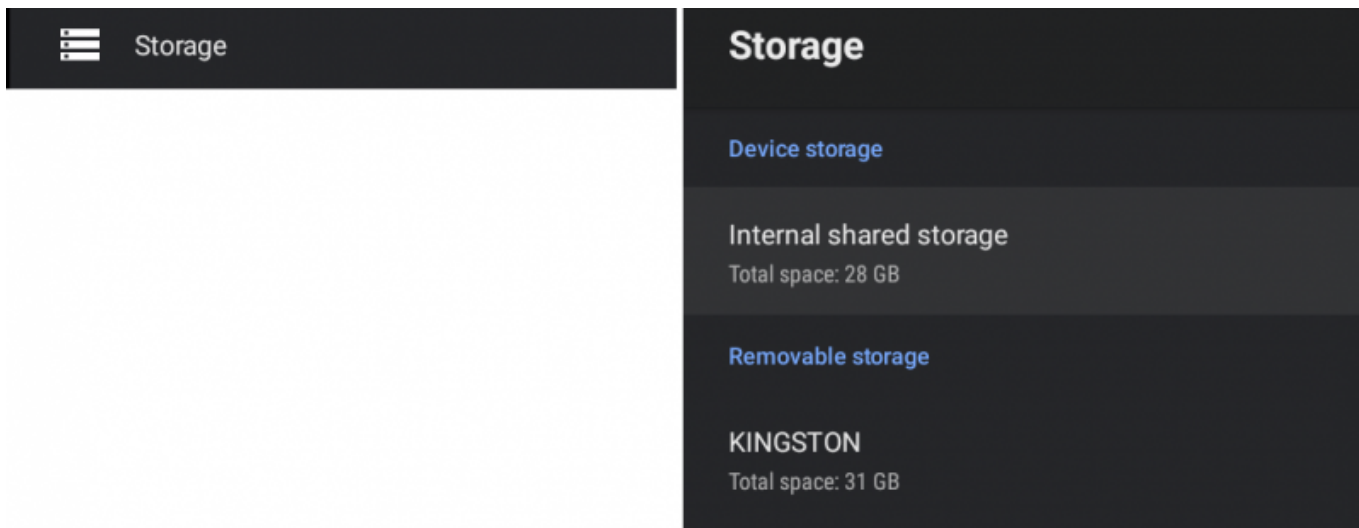 Storage
Storage
Device storage
Internal shared storage
Total space: 28 GB
Removable storage
KINGSTON
Total space: 31 GB